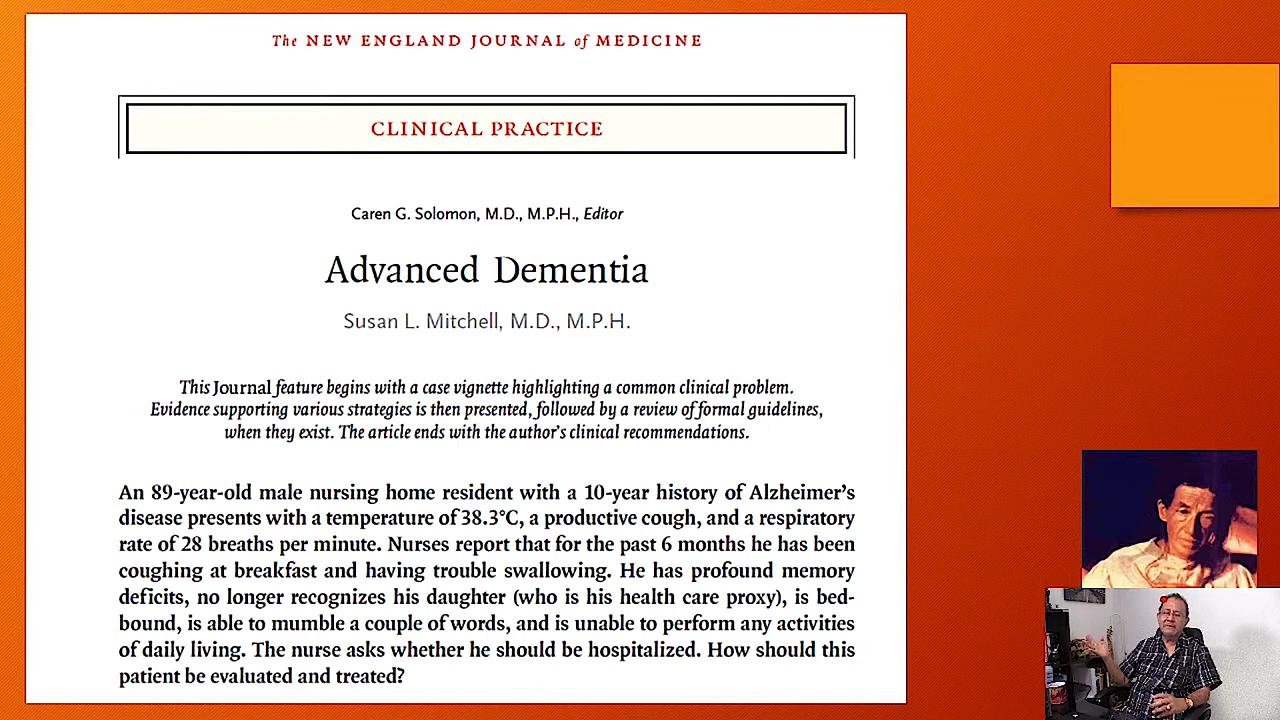 The NEW ENGLAND JOURNAL of MEDICINE
CLINICAL PRACTICE
Caren G. Solomon, M.D., M.P.H., Editor
Advanced Dementia
Susan L. Mitchell, M.D., M.P.H.
This Journal feature begins with a case vignette highlighting a common clinical problem.
Evidence supporting various strategies is then presented, followed by a review of formal guidelines,
when they exist. The article ends with the author's clinical recommendations.
An 89-year-old male nursing home resident with a 10-year history of Alzheimer's
disease presents with a temperature of 38.3°C, a productive cough, and a respiratory
rate of 28 breaths per minute. Nurses report that for the past 6 months he has been
coughing at breakfast and having trouble swallowing. He has profound memory
deficits, no longer recognizes his daughter (who is his health care proxy), is bed-
bound, is able to mumble a couple of words, and is unable to perform any activities
of daily living. The nurse asks whether he should be hospitalized. How should this
patient be evaluated and treated?